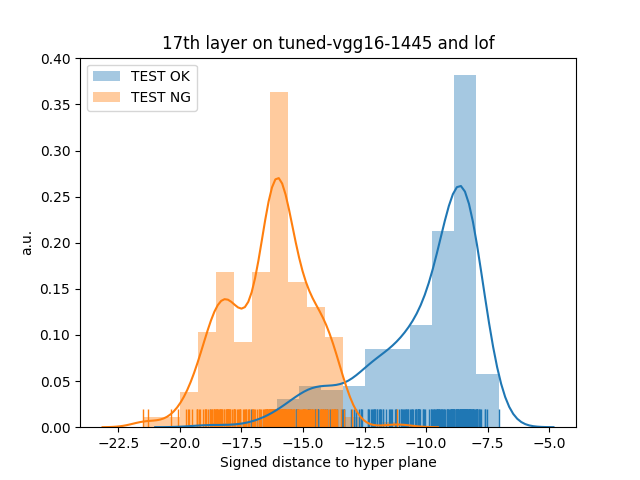 17th layer on tuned-vgg16-1445 and lof
TEST OK
TEST NG
0.40
0.35
0.30
0.25
0.20
0.15
0.10
0.05
0.00
a.u.
−22.5 −20.0 −17.5 −15.0 −12.5 −10.0 −7.5 −5.0
Signed distance to hyper plane